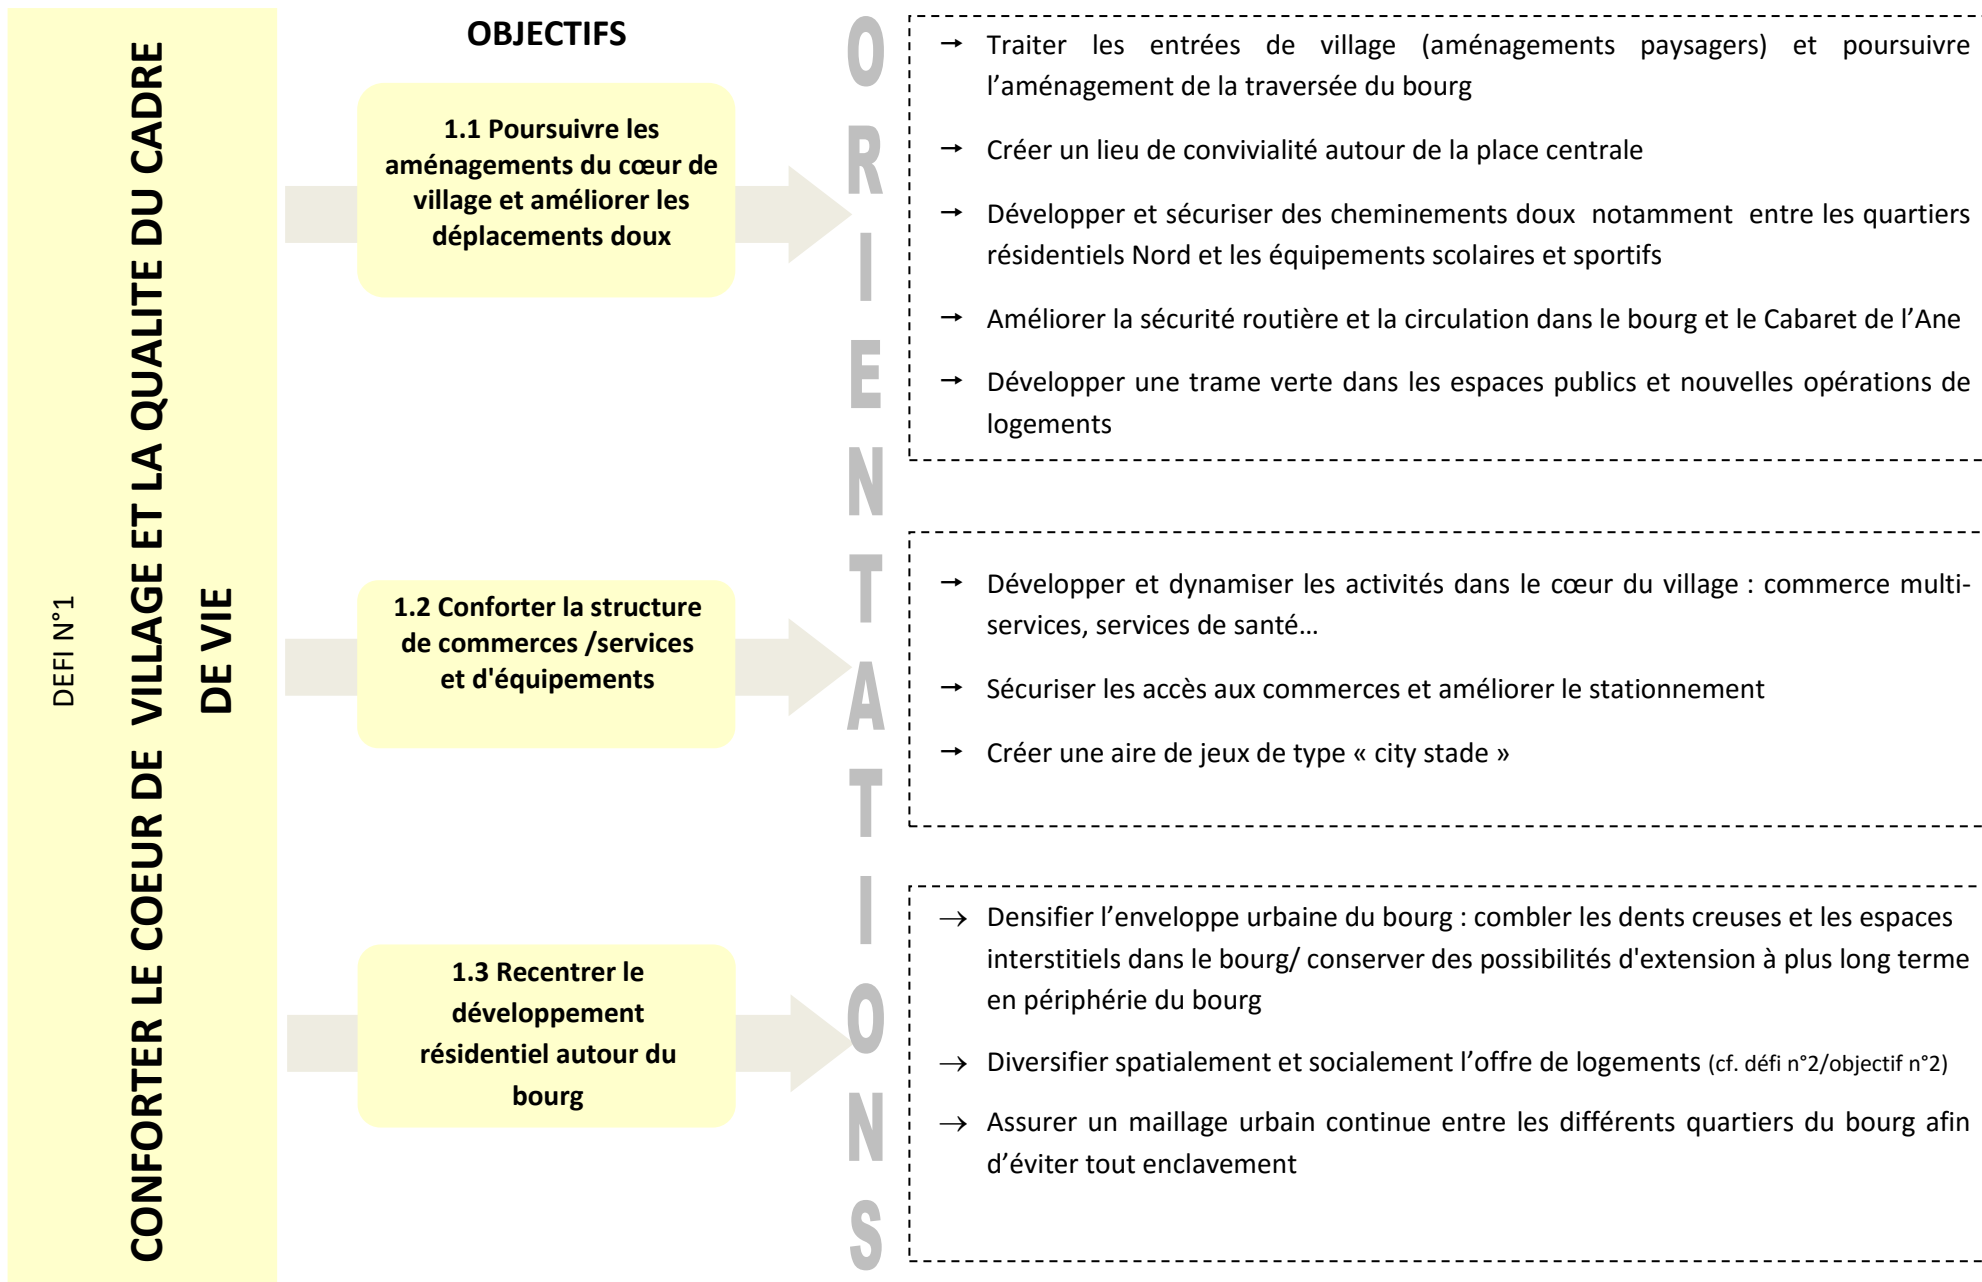 DEFI N°1
CONFORTER LE COEUR DE VILLAGE ET LA QUALITE DU CADRE
DE VIE
OBJECTIFS
1.1 Poursuivre les
aménagements du cœur de
village et améliorer les
déplacements doux
1.2 Conforter la structure
de commerces /services
et d'équipements
1.3 Recentrer le
développement
résidentiel autour du
bourg
ORIENTATIONS
→ Traiter les entrées de village (aménagements paysagers) et poursuivre
l’aménagement de la traversée du bourg
→ Créer un lieu de convivialité autour de la place centrale
→ Développer et sécuriser des cheminements doux notamment entre les quartiers
résidentiels Nord et les équipements scolaires et sportifs
→ Améliorer la sécurité routière et la circulation dans le bourg et le Cabaret de l’Ane
→ Développer une trame verte dans les espaces publics et nouvelles opérations de
logements
→ Développer et dynamiser les activités dans le cœur du village : commerce multi-
services, services de santé…
→ Sécuriser les accès aux commerces et améliorer le stationnement
→ Créer une aire de jeux de type « city stade »
→ Densifier l’enveloppe urbaine du bourg : combler les dents creuses et les espaces
interstitiels dans le bourg/ conserver des possibilités d'extension à plus long terme
en périphérie du bourg
→ Diversifier spatialement et socialement l’offre de logements (cf. défi n°2/objectif n°2)
→ Assurer un maillage urbain continue entre les différents quartiers du bourg afin
d’éviter tout enclavement